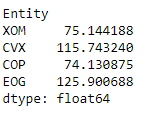 Entity
XOM     75.144188
CVX    115.743240
COP     74.130875
EOG    125.900688
dtype: float64